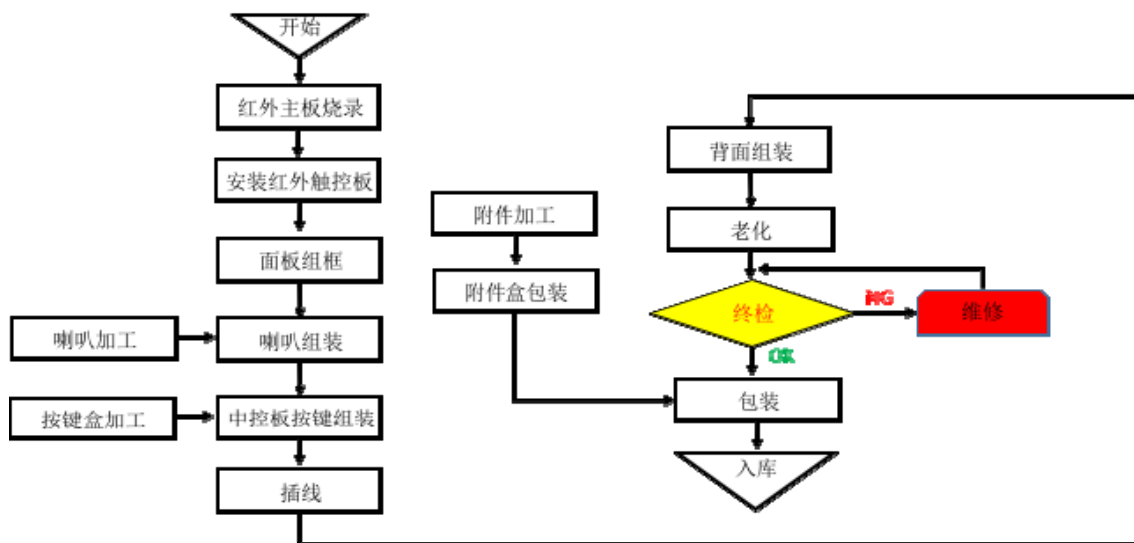 开始
红外主板烧录
安装红外触控板
面板组框
喇叭加工
喇叭组装
按键盒加工
中控板按键组装
插线
附件加工
附件盒包装
背面组装
老化
终检
NG
维修
OK
包装
入库